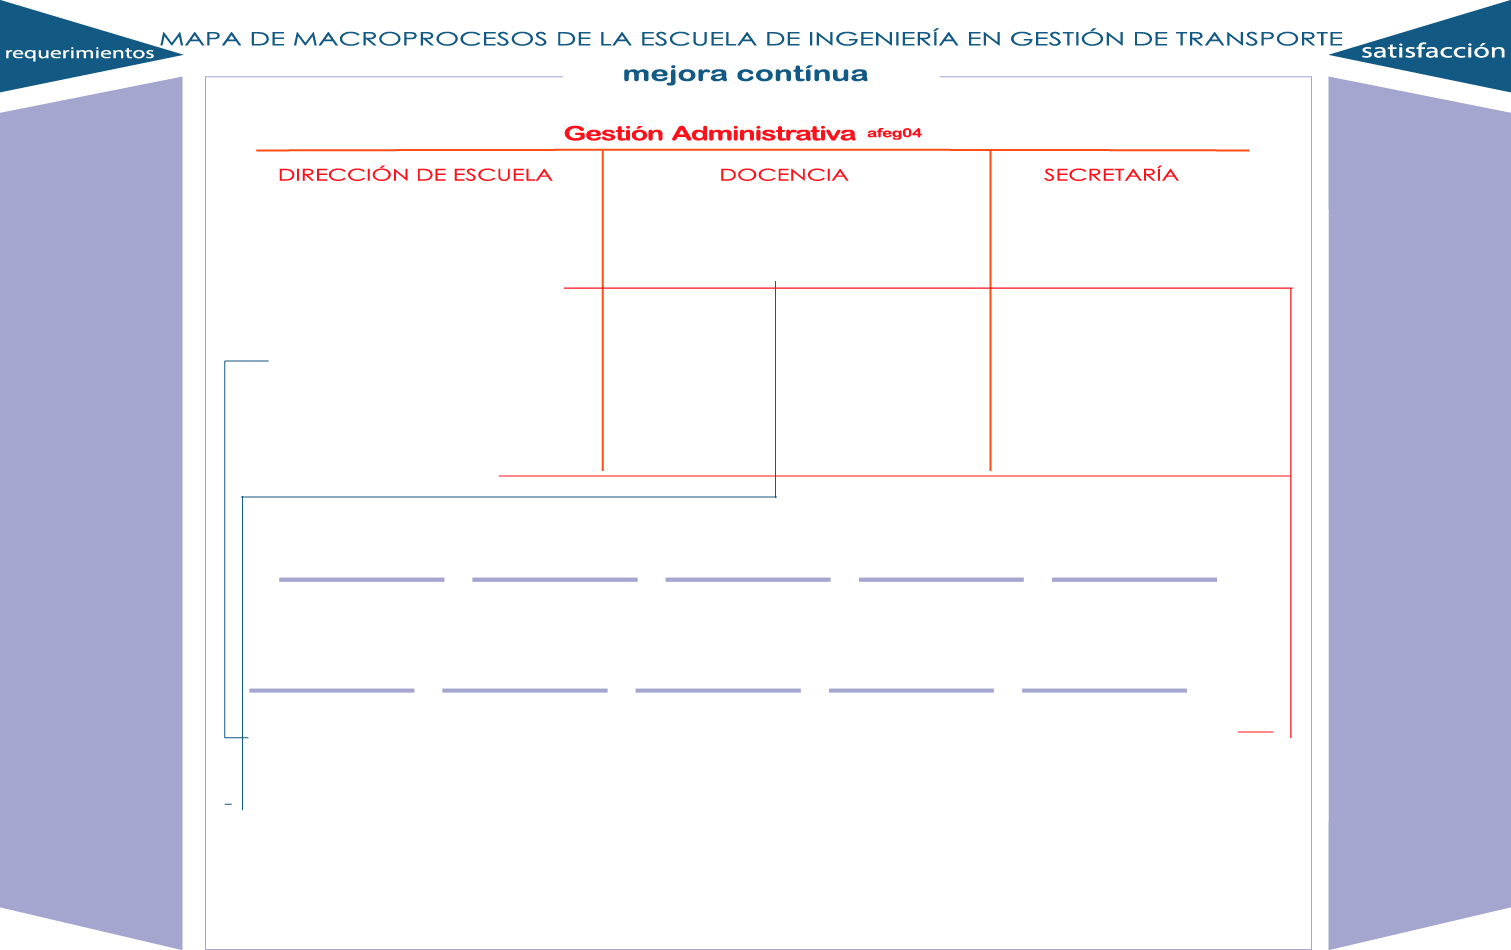 MAPA DE MACROPROCESOS DE LA ESCUELA DE INGENIERÍA EN GESTIÓN DE TRANSPORTE
requerimientos
satisfacción
mejora contínua
Gestión Administrativa afeg04
DIRECCIÓN DE ESCUELA
DOCENCIA
SECRETARÍA